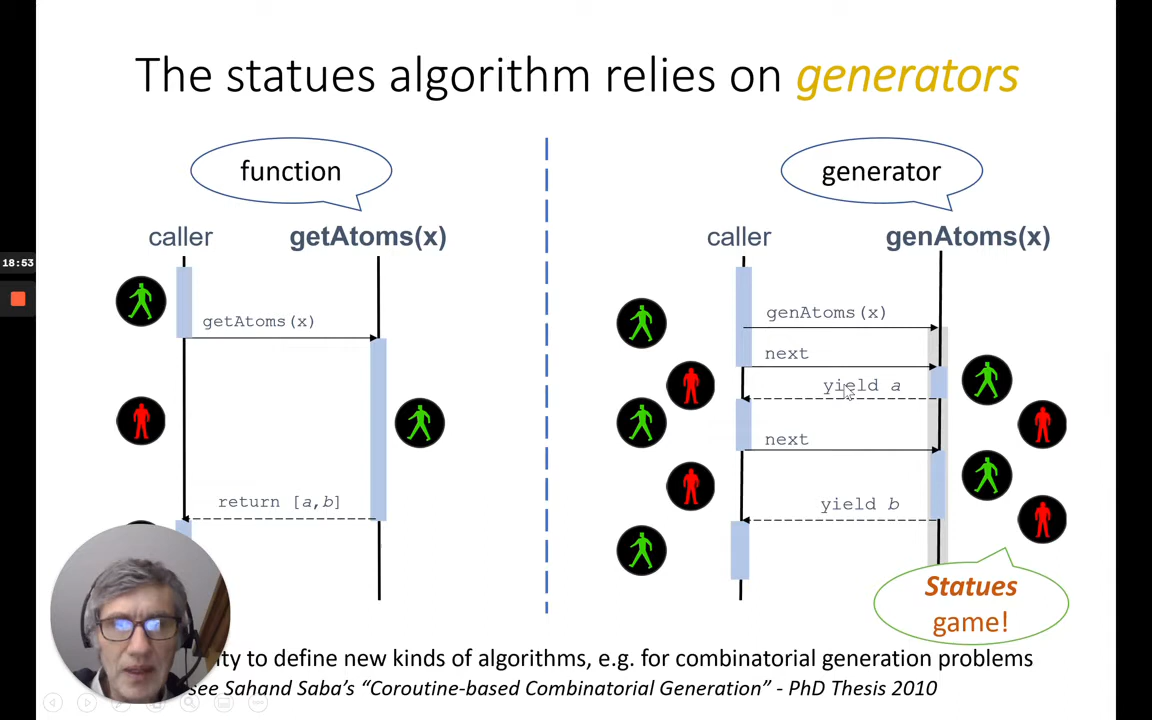 The statues algorithm relies on generators
function
generator
caller
getAtoms(x)
caller
genAtoms(x)
18:53
getAtoms(x)
return [a,b]
genAtoms(x)
next
yield a
next
yield b
Statues
game!
to define new kinds of algorithms, e.g. for combinatorial generation problems
see Sahand Saba's “Coroutine-based Combinatorial Generation” - PhD Thesis 2010